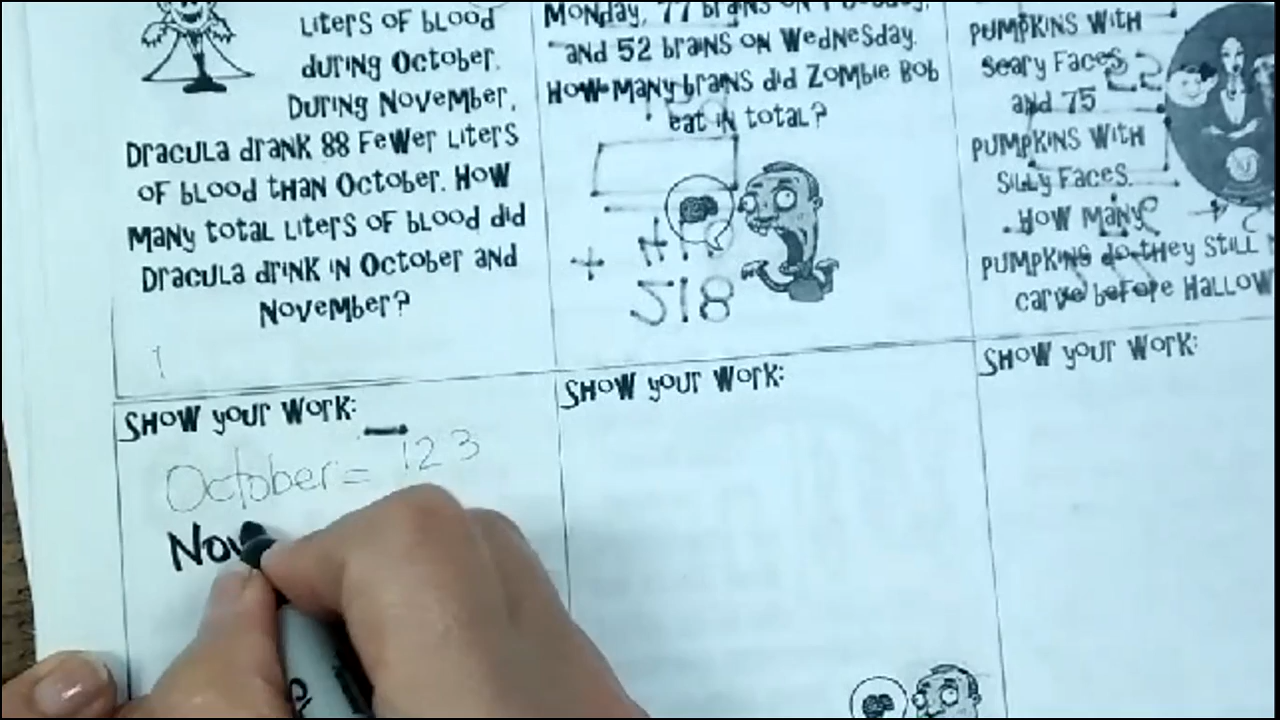 LITERS OF BLOOD
DURING OCTOBER.
DURING NOVEMBER,
DRACULA DRANK 88 FEWER LITERS
OF BLOOD THAN OCTOBER. HOW
MANY TOTAL LITERS OF BLOOD DID
DRACULA DRINK IN OCTOBER AND
NOVEMBER?
MONDAY, 77 BRAINS ON
AND 52 BRAINS ON WEDNESDAY.
HOW MANY BRAINS DID ZOMBIE BOB
EAT IN TOTAL?
PUMPKINS WITH
SCARY FACES
AND 75
PUMPKINS WITH
SILLY FACES.
HOW MANY
PUMPKINS DO THEY STILL
CARVE BEFORE
SHOW YOUR WORK:
October = 123
Nov
SHOW YOUR WORK:
SHOW YOUR WORK: